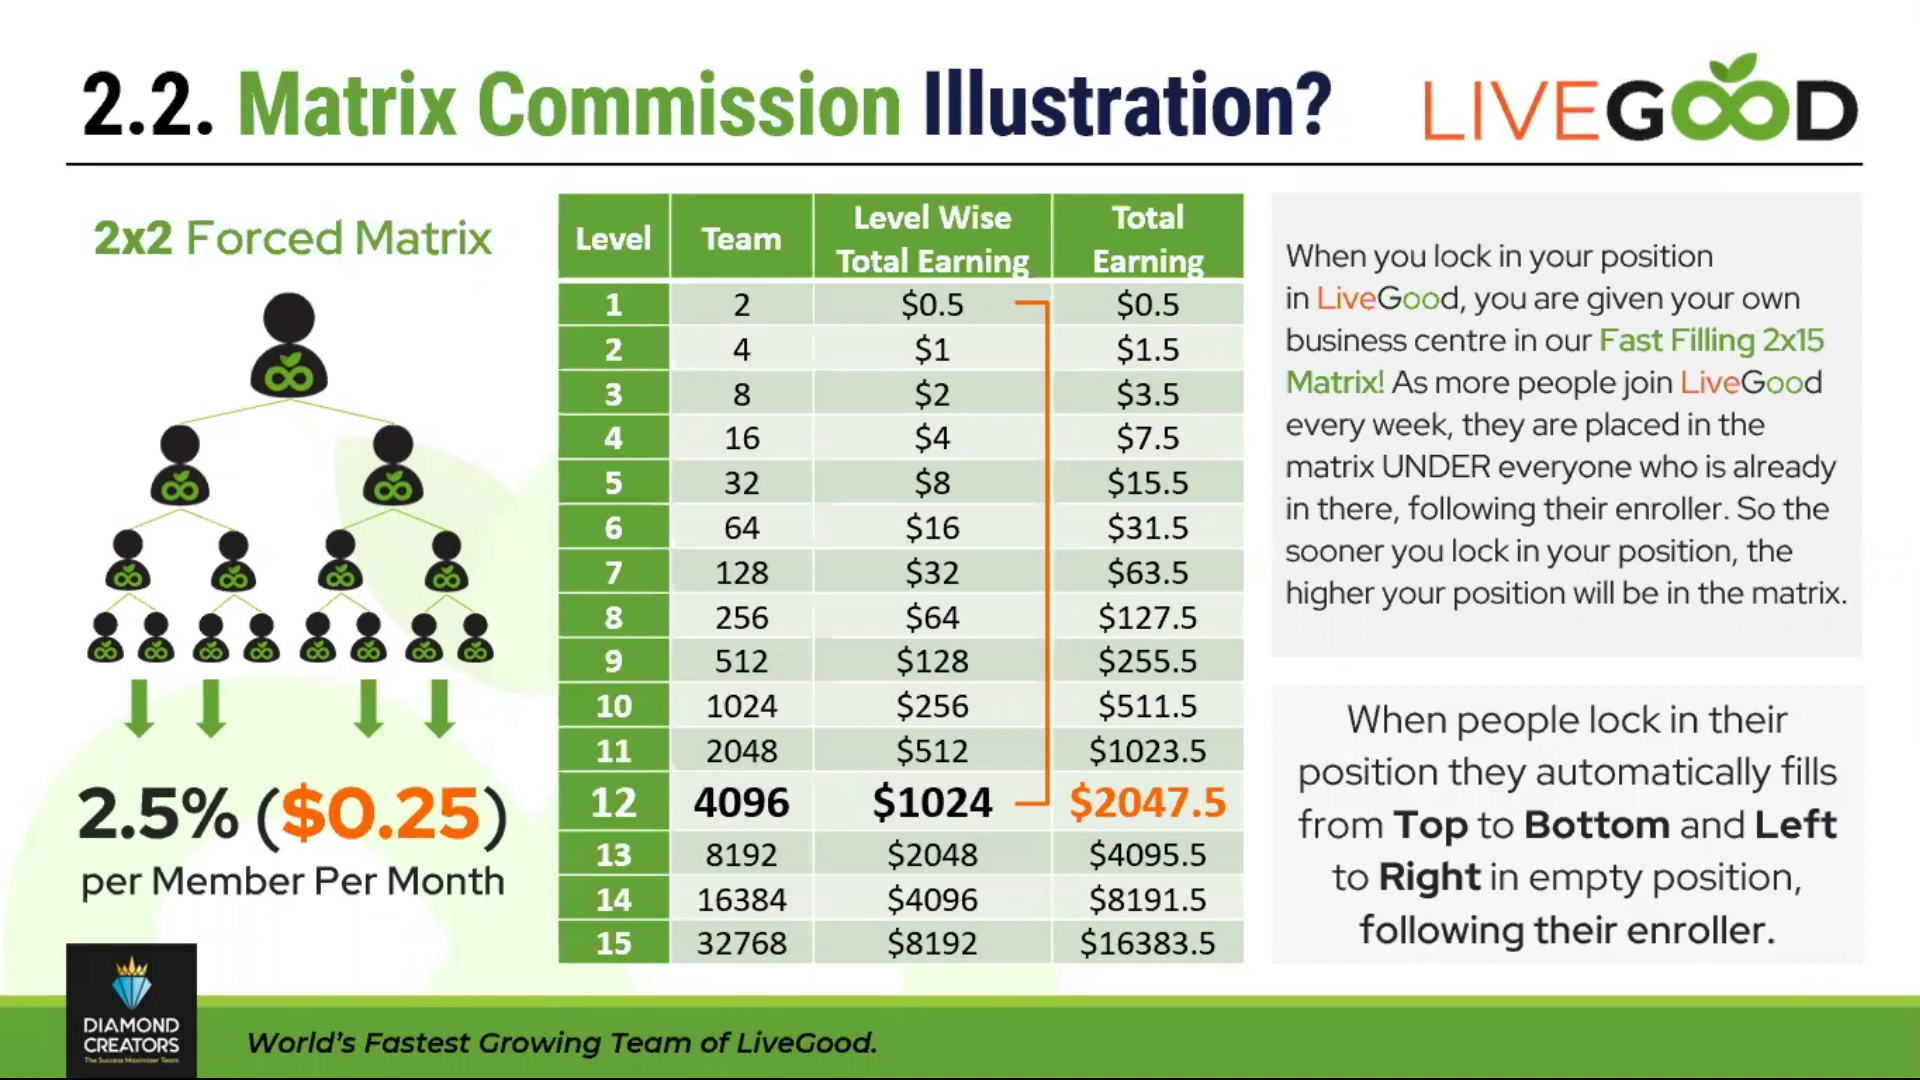 2.2. Matrix Commission Illustration?
LIVEGOOD
2x2 Forced Matrix
2.5% ($0.25)
per Member Per Month
Level Team Level Wise Total Earning Total Earning
1 2 $0.5 $0.5
2 4 $1 $1.5
3 8 $2 $3.5
4 16 $4 $7.5
5 32 $8 $15.5
6 64 $16 $31.5
7 128 $32 $63.5
8 256 $64 $127.5
9 512 $128 $255.5
10 1024 $256 $511.5
11 2048 $512 $1023.5
12 4096 $1024 $2047.5
13 8192 $2048 $4095.5
14 16384 $4096 $8191.5
15 32768 $8192 $16383.5
When you lock in your position
in LiveGood, you are given your own
business centre in our Fast Filling 2x15
Matrix! As more people join LiveGood
every week, they are placed in the
matrix UNDER everyone who is already
in there, following their enroller. So the
sooner you lock in your position, the
higher your position will be in the matrix.
When people lock in their
position they automatically fills
from Top to Bottom and Left
to Right in empty position,
following their enroller.
DIAMOND
CREATORS
The Success Maximizer Team
World's Fastest Growing Team of LiveGood.